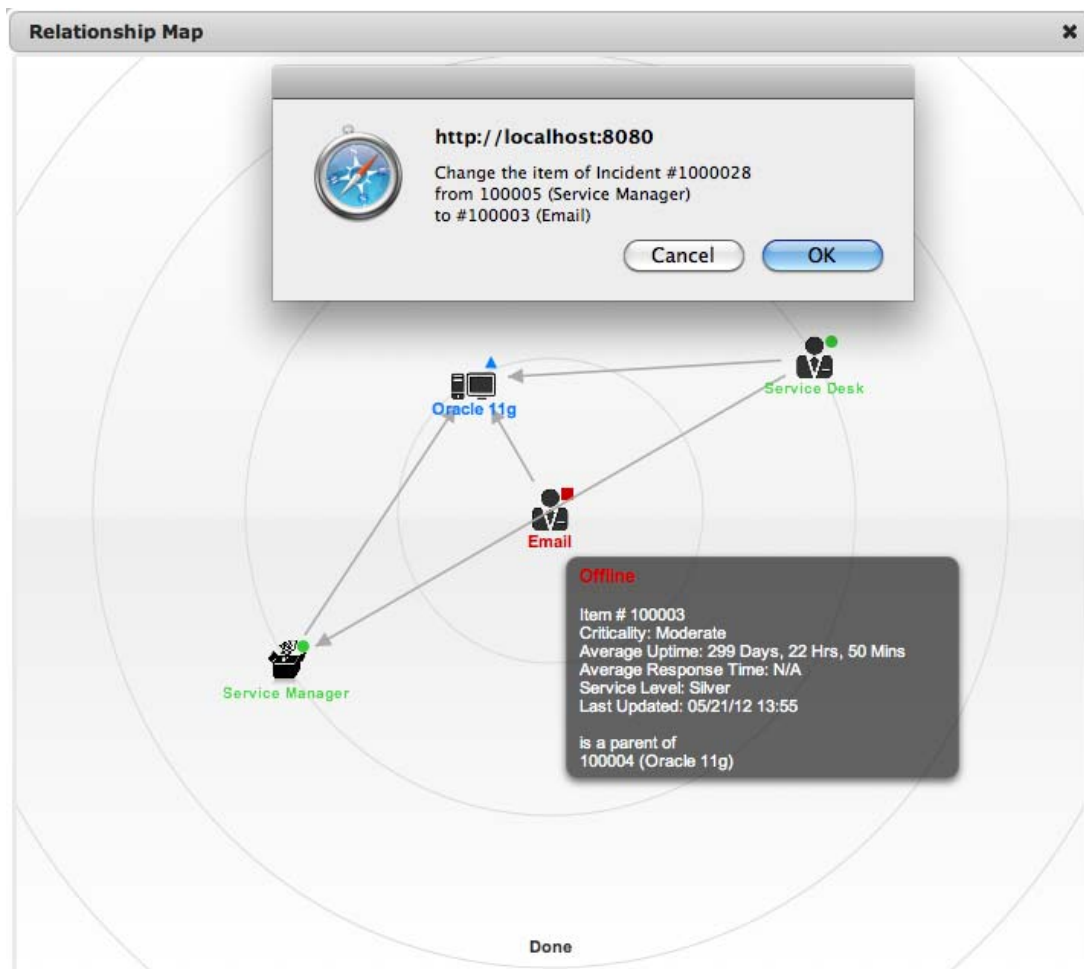 Relationship Map
http://localhost:8080
Change the item of Incident #1000028
from 100005 (Service Manager)
to #100003 (Email)
Cancel
OK
Service Desk
Oracle 11g
Email
Offline
Item # 100003
Criticality: Moderate
Average Uptime: 299 Days, 22 Hrs, 50 Mins
Average Response Time: N/A
Service Level: Silver
Last Updated: 05/21/12 13:55
is a parent of
100004 (Oracle 11g)
Service Manager
Done